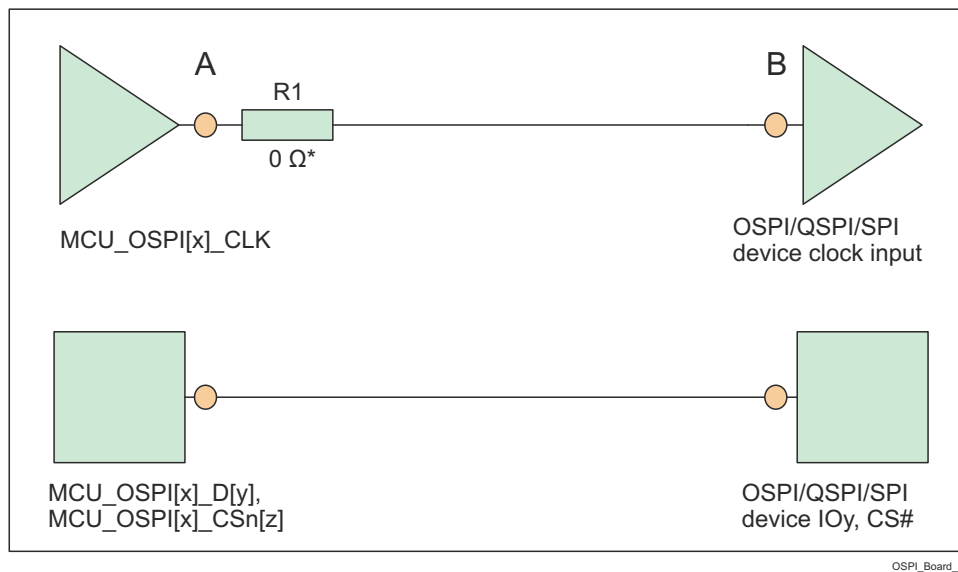 A
B
R1
0 Ω*
MCU_OSPI[x]_CLK
OSPI/QSPI/SPI
device clock input
MCU_OSPI[x]_D[y],
MCU_OSPI[x]_CSn[z]
OSPI/QSPI/SPI
device IOy, CS#
OSPI_Board_